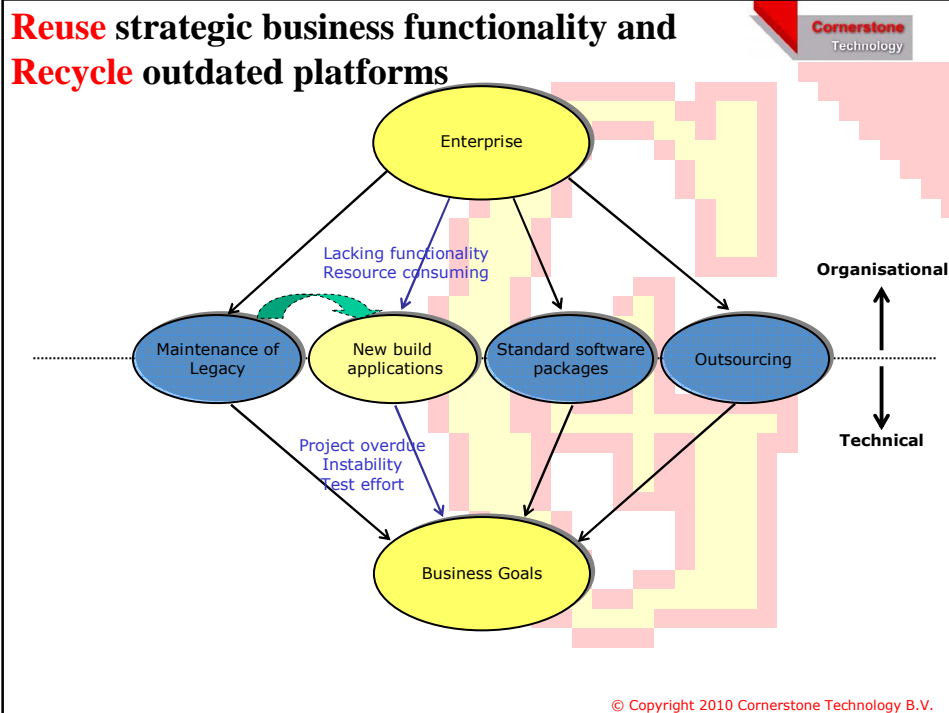 Reuse strategic business functionality and
Recycle outdated platforms
Cornerstone
Technology
Enterprise
Lacking functionality
Resource consuming
Organisational
Maintenance of
Legacy
New build
applications
Standard software
packages
Outsourcing
Technical
Project overdue
Instability
Test effort
Business Goals
© Copyright 2010 Cornerstone Technology B.V.